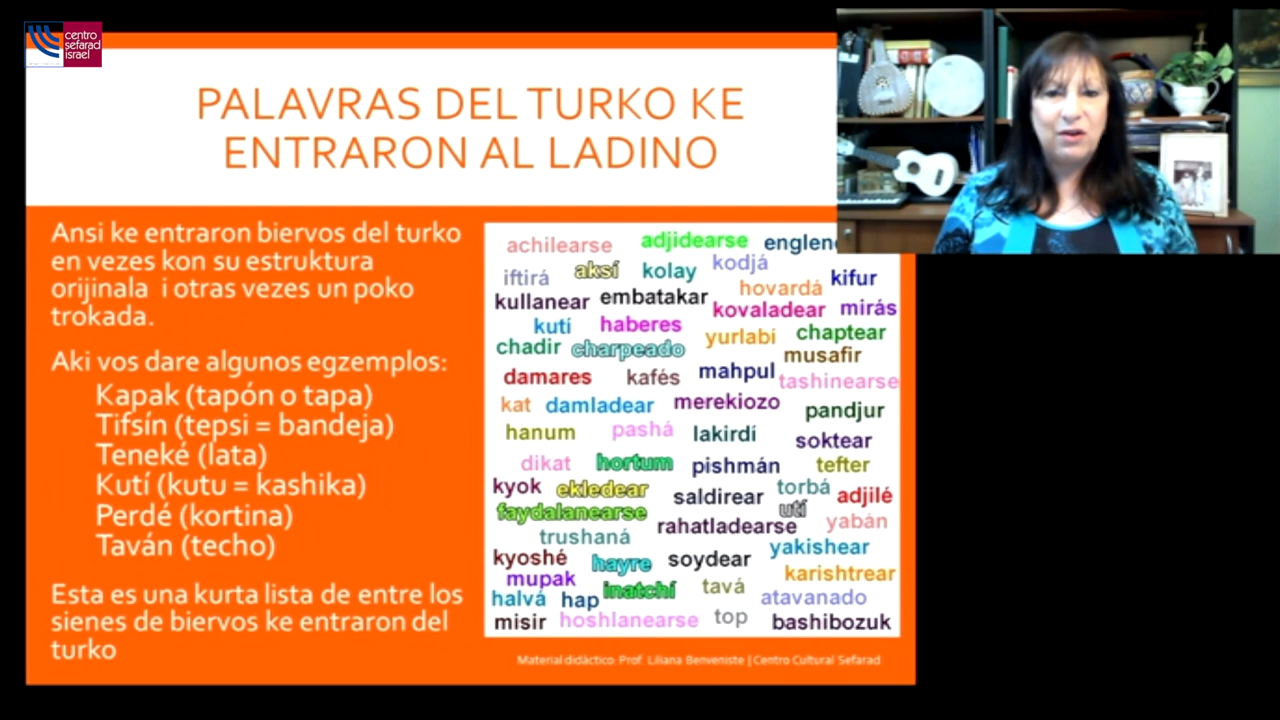 centro
sefarad
israel
PALAVRAS DEL TURKO KE
ENTRARON AL LADINO
Ansi ke entraron biervos del turko
en vezes kon su estruktura
orijinala i otras vezes un poko
trokada.
Aki vos dare algunos egzemplos:
Kapak (tapón o tapa)
Tifsín (tepsi = bandeja)
Teneké (lata)
Kutí (kutu = kashika)
Perdé (kortina)
Taván (techo)
Esta es una kurta lista de entre los
sienes de biervos ke entraron del
turko
achilearse adjidearse
iftirá aksí kolay kodjá kifur
kullanear embatakar hovardá
kovaladear mirás
kutí haberes yurlabí chaptear
chadir charpeado musafir
damares kafés mahpul tashinearse
kat damladear merekiozo pandjur
hanum pashá lakirdí soktear
dikat hortum pishmán tefter
kyok ekledear saldirear torbá adjilé
faydalanearse rahatladearse utí yabán
trushaná
kyoshé hayre soydear yakishear
mupak inatchí tavá karishtrear
halvá hap atavanado
misir hoshlanearse top bashibozuk
Material didáctico: Prof. Liliana Benveniste | Centro Cultural Sefarad